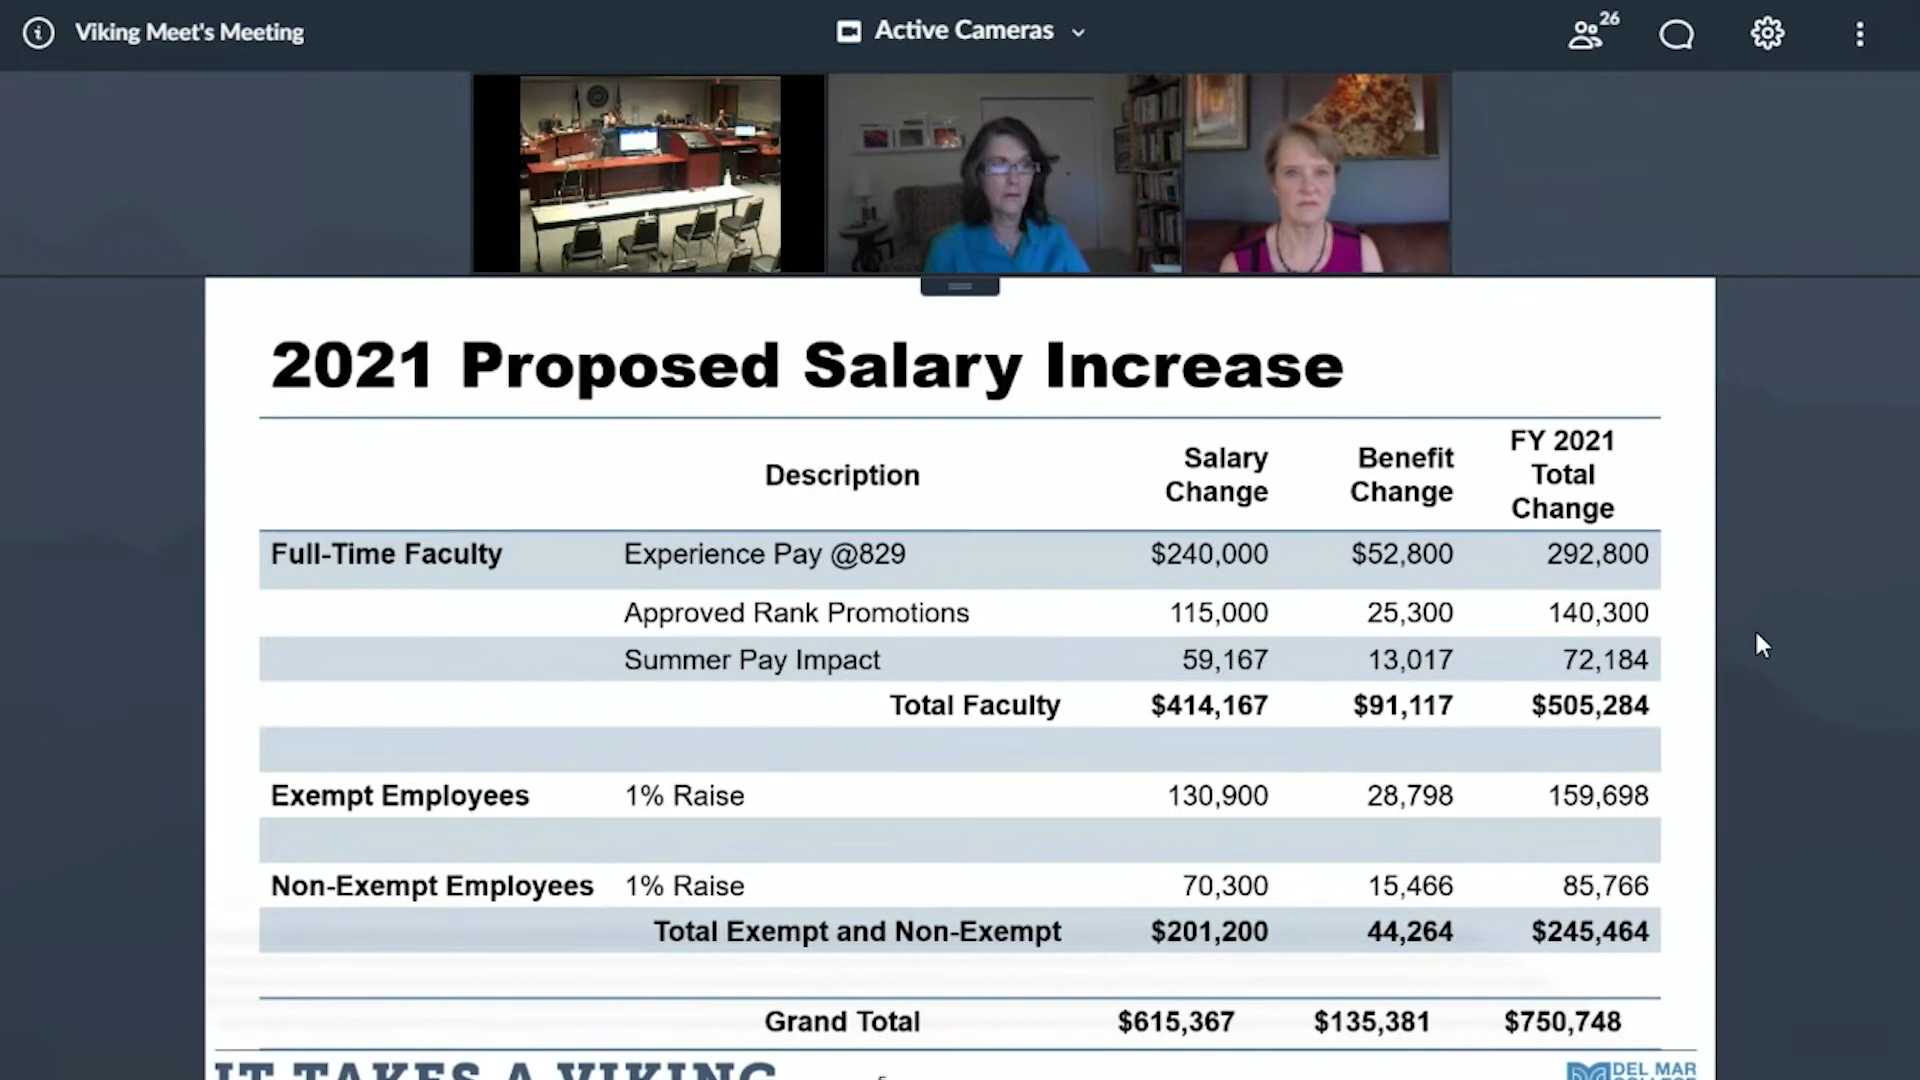 Viking Meet's Meeting
Active Cameras
26
2021 Proposed Salary Increase
Description
Salary Change
Benefit Change
FY 2021 Total Change
Full-Time Faculty Experience Pay @829 $240,000 $52,800 292,800
Approved Rank Promotions 115,000 25,300 140,300
Summer Pay Impact 59,167 13,017 72,184
Total Faculty $414,167 $91,117 $505,284
Exempt Employees 1% Raise 130,900 28,798 159,698
Non-Exempt Employees 1% Raise 70,300 15,466 85,766
Total Exempt and Non-Exempt $201,200 44,264 $245,464
Grand Total $615,367 $135,381 $750,748
IT TAKES A VIKING
DEL MAR
COLLEGE